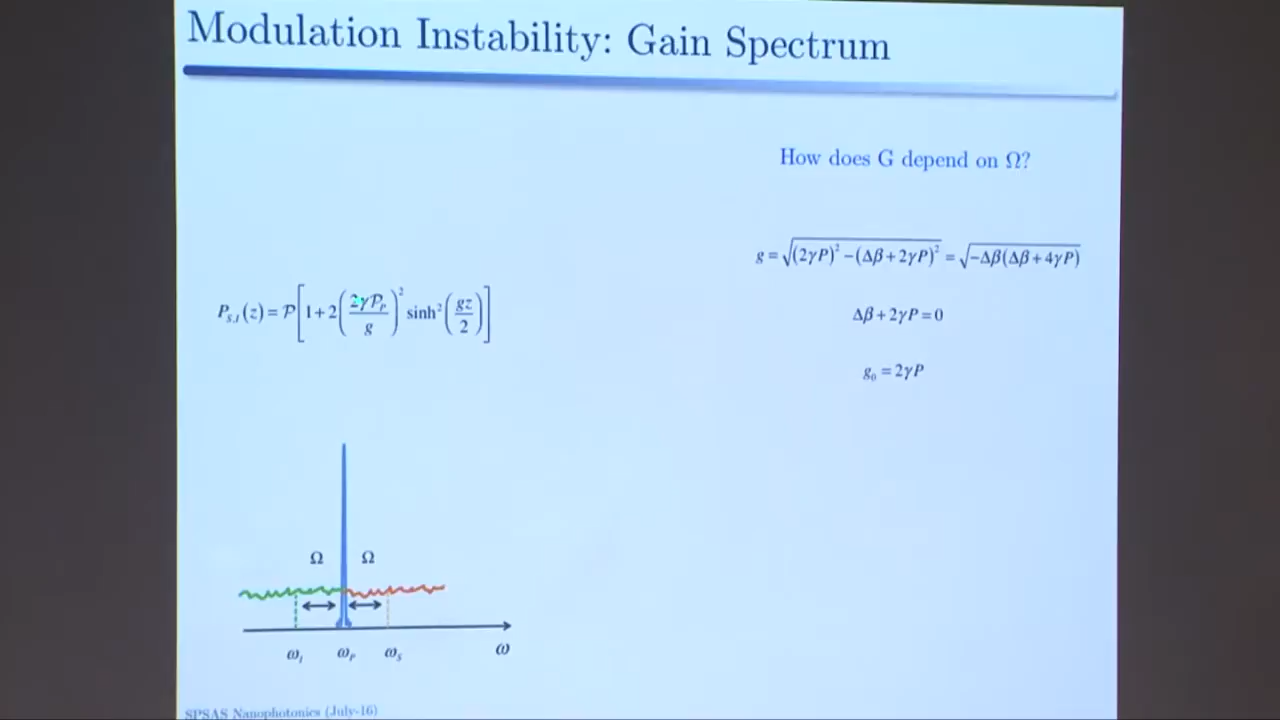 Modulation Instability: Gain Spectrum
How does G depend on Ω?
g = √((2γP)² − (Δβ + 2γP)²) = √(−Δβ(Δβ + 4γP))
P_{S,I}(z) = P[1 + 2(2γP_P / g)² sinh²(gz / 2)]
Δβ + 2γP = 0
g₀ = 2γP
Ω Ω
ω_I ω_P ω_S ω
SPSAS Nanophotonics (July-16)